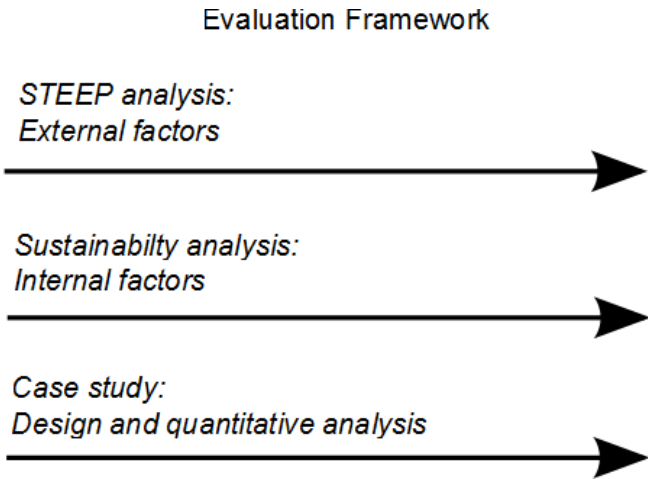 Evaluation Framework
STEEP analysis:
External factors
Sustainabilty analysis:
Internal factors
Case study:
Design and quantitative analysis